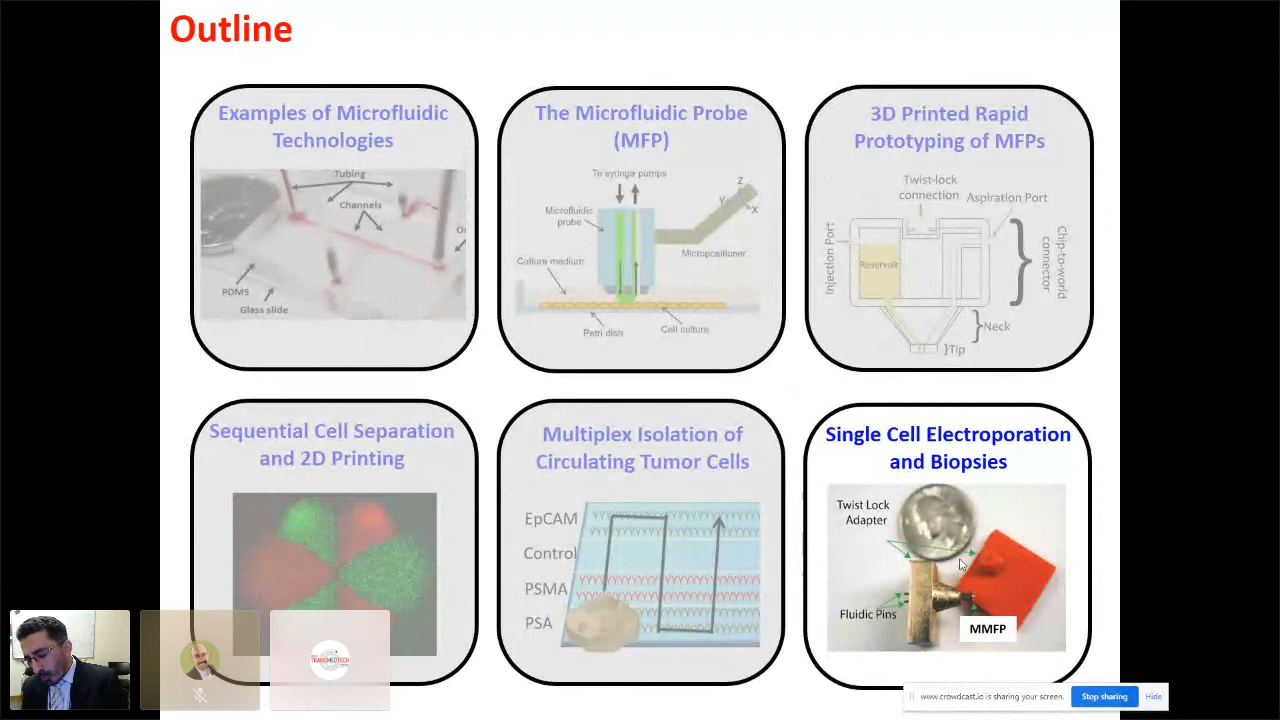 Outline
Examples of Microfluidic
Technologies
Tubing
Channels
PDMS
Glass slide
The Microfluidic Probe
(MFP)
To syringe pumps
Microfluidic
probe
Z
Y
X
Micropositioner
Culture medium
Petri dish
Cell culture
3D Printed Rapid
Prototyping of MFPs
Twist-lock
connection
Aspiration Port
Injection Port
Reservoir
Chip-to-world
connector
Neck
Tip
Sequential Cell Separation
and 2D Printing
Multiplex Isolation of
Circulating Tumor Cells
EpCAM
Control
PSMA
PSA
Single Cell Electroporation
and Biopsies
Twist Lock
Adapter
Fluidic Pins
MMFP
TRANSMEDTECH
www.crowdcast.io is sharing your screen.
Stop sharing
Hide